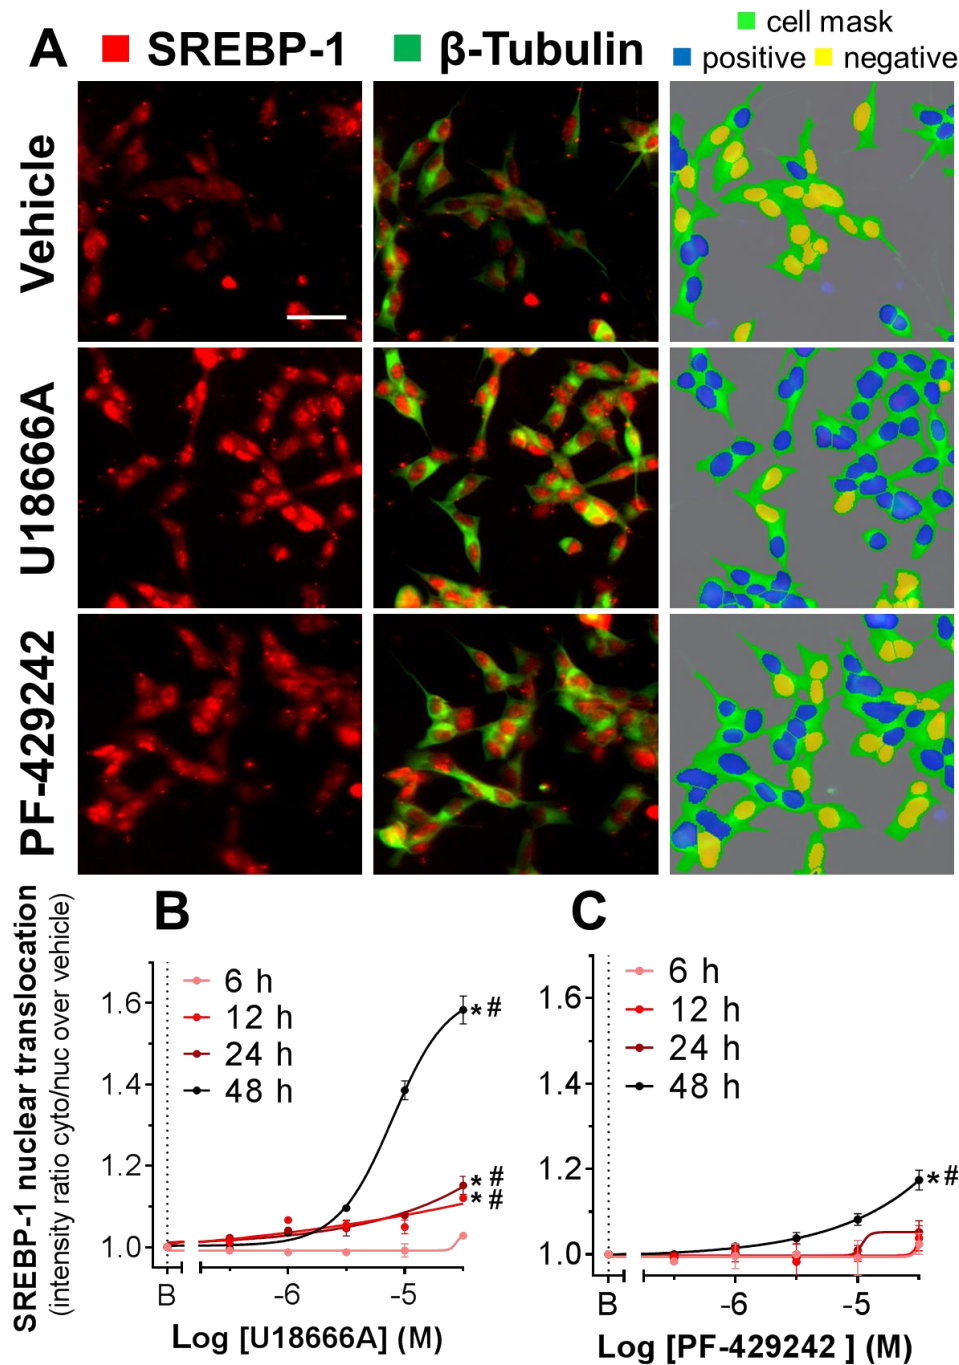 A SREBP-1 β-Tubulin
cell mask
positive negative
Vehicle
U18666A
PF-429242
SREBP-1 nuclear translocation
(intensity ratio cyto/nuc over vehicle)
B
6 h
12 h
24 h
48 h
1.6
1.4
1.2
1.0
*#
*#
*#
B -6 -5
Log [U18666A] (M)
C
6 h
12 h
24 h
48 h
1.6
1.4
1.2
1.0
*#
B -6 -5
Log [PF-429242 ] (M)